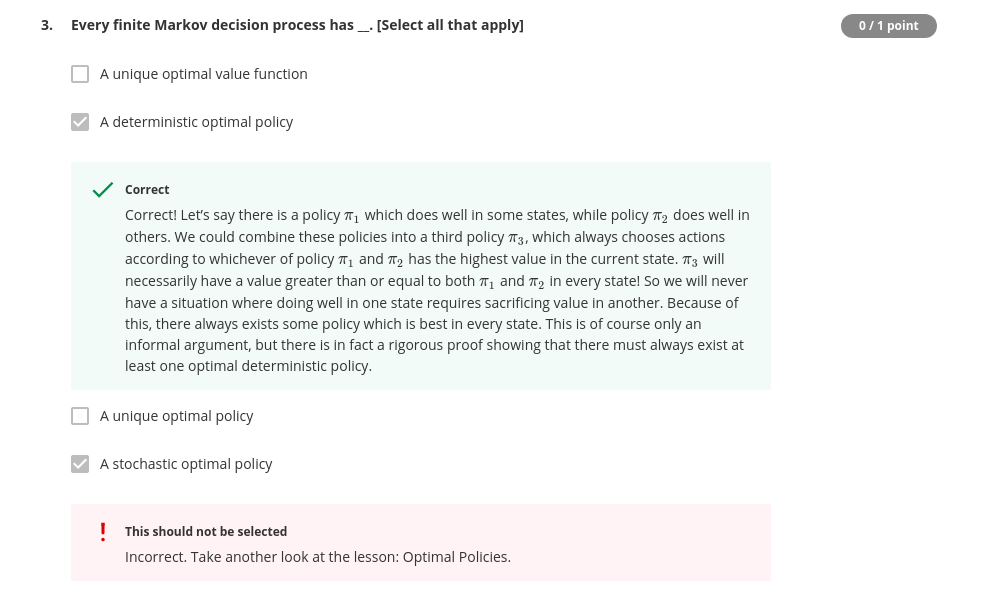 3. Every finite Markov decision process has __. [Select all that apply]
0 / 1 point
A unique optimal value function
A deterministic optimal policy
Correct
Correct! Let's say there is a policy π₁ which does well in some states, while policy π₂ does well in
others. We could combine these policies into a third policy π₃, which always chooses actions
according to whichever of policy π₁ and π₂ has the highest value in the current state. π₃ will
necessarily have a value greater than or equal to both π₁ and π₂ in every state! So we will never
have a situation where doing well in one state requires sacrificing value in another. Because of
this, there always exists some policy which is best in every state. This is of course only an
informal argument, but there is in fact a rigorous proof showing that there must always exist at
least one optimal deterministic policy.
A unique optimal policy
A stochastic optimal policy
This should not be selected
Incorrect. Take another look at the lesson: Optimal Policies.